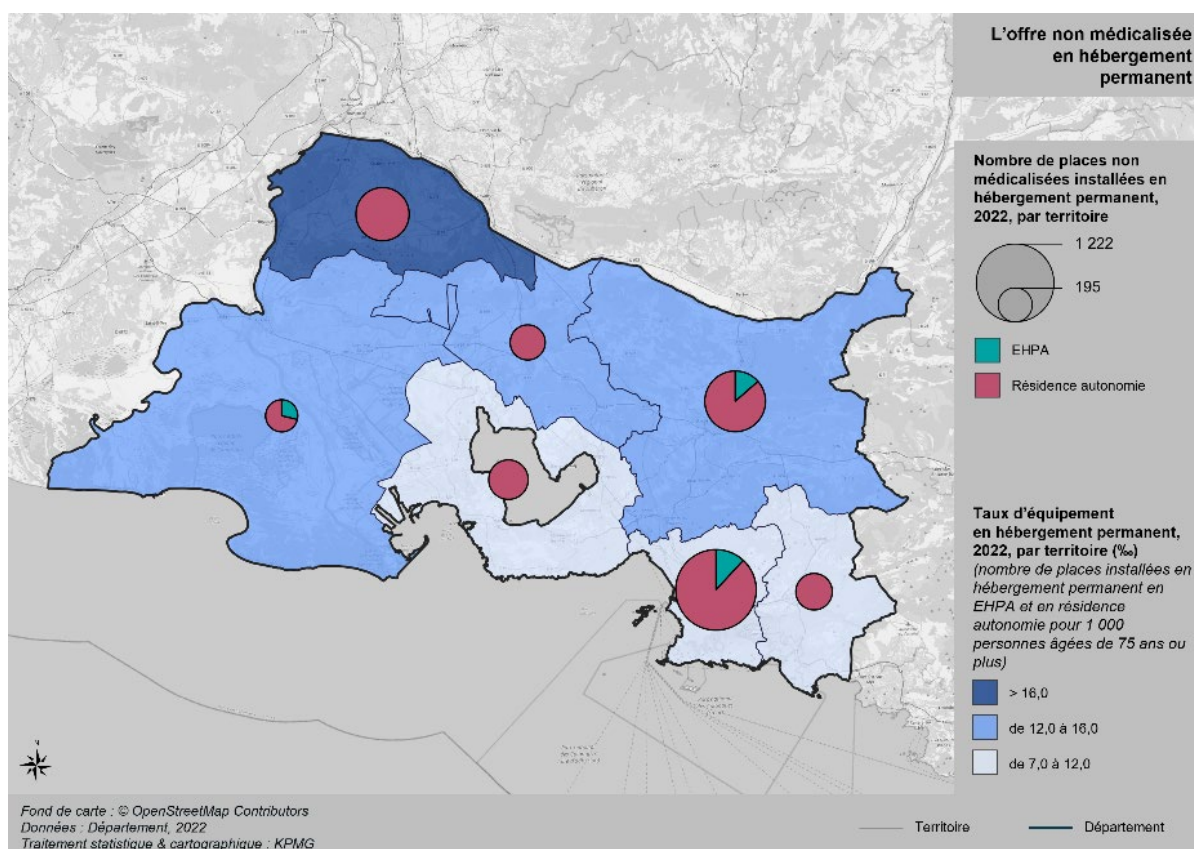 L'offre non médicalisée
en hébergement
permanent
Nombre de places non
médicalisées installées en
hébergement permanent,
2022, par territoire
1 222
195
EHPA
Résidence autonomie
Taux d'équipement
en hébergement permanent,
2022, par territoire (‰)
(nombre de places installées en
hébergement permanent en
EHPA et en résidence
autonomie pour 1 000
personnes âgées de 75 ans ou
plus)
> 16,0
de 12,0 à 16,0
de 7,0 à 12,0
N
Fond de carte : © OpenStreetMap Contributors
Données : Département, 2022
Traitement statistique & cartographique : KPMG
Territoire
Département